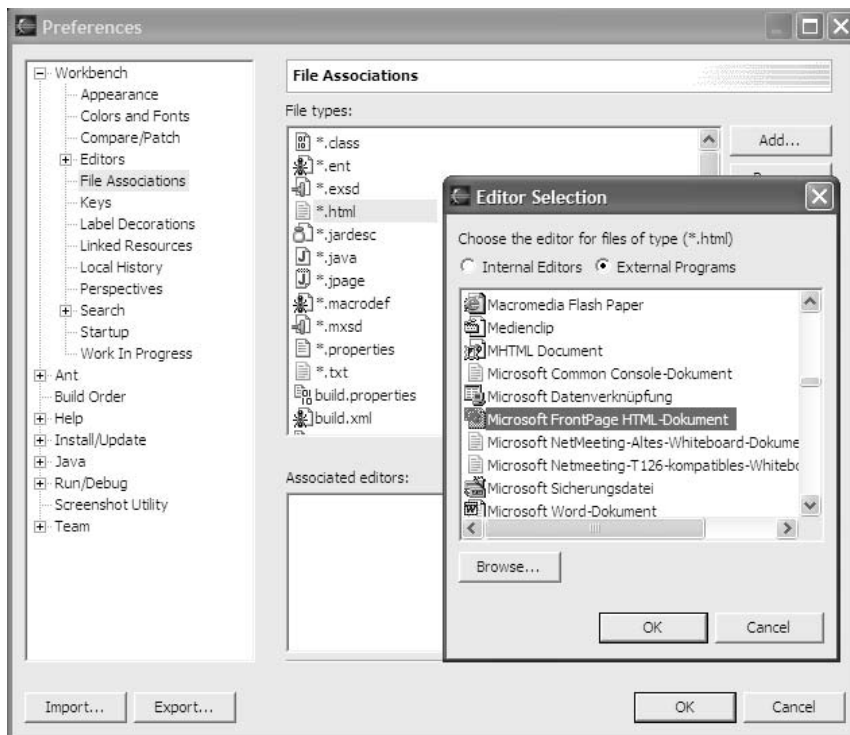 Preferences
Workbench
Appearance
Colors and Fonts
Compare/Patch
Editors
File Associations
Keys
Label Decorations
Linked Resources
Local History
Perspectives
Search
Startup
Work In Progress
Ant
Build Order
Help
Install/Update
Java
Run/Debug
Screenshot Utility
Team
File Associations
File types:
*.class
*.ent
*.exsd
*.html
*.jardesc
*.java
*.jpage
*.macrodef
*.mxsd
*.properties
*.txt
build.properties
build.xml
Add...
Associated editors:
Editor Selection
Choose the editor for files of type (*.html)
Internal Editors External Programs
Macromedia Flash Paper
Medienclip
MHTML Document
Microsoft Common Console-Dokument
Microsoft Datenverknüpfung
Microsoft FrontPage HTML-Dokument
Microsoft NetMeeting-Altes-Whiteboard-Dokume
Microsoft Netmeeting-T126-kompatibles-Whitebo
Microsoft Sicherungsdatei
Microsoft Word-Dokument
Browse...
OK Cancel
Import... Export... OK Cancel